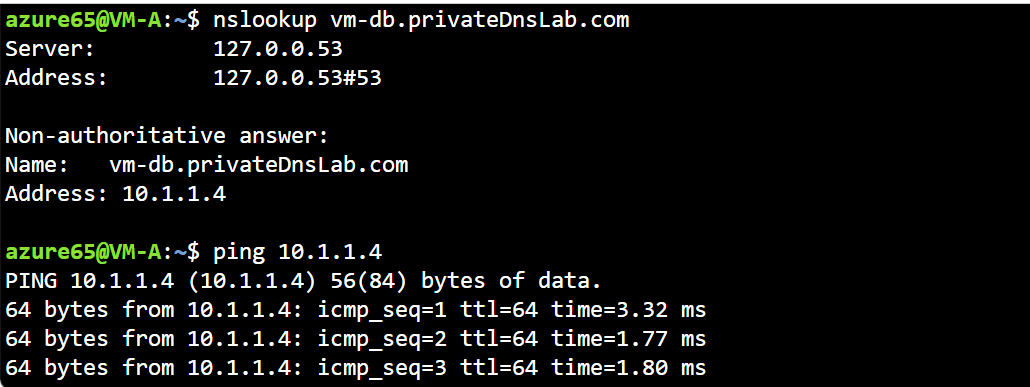 azure65@VM-A:~$ nslookup vm-db.privateDnsLab.com
Server:         127.0.0.53
Address:        127.0.0.53#53

Non-authoritative answer:
Name:   vm-db.privateDnsLab.com
Address: 10.1.1.4

azure65@VM-A:~$ ping 10.1.1.4
PING 10.1.1.4 (10.1.1.4) 56(84) bytes of data.
64 bytes from 10.1.1.4: icmp_seq=1 ttl=64 time=3.32 ms
64 bytes from 10.1.1.4: icmp_seq=2 ttl=64 time=1.77 ms
64 bytes from 10.1.1.4: icmp_seq=3 ttl=64 time=1.80 ms